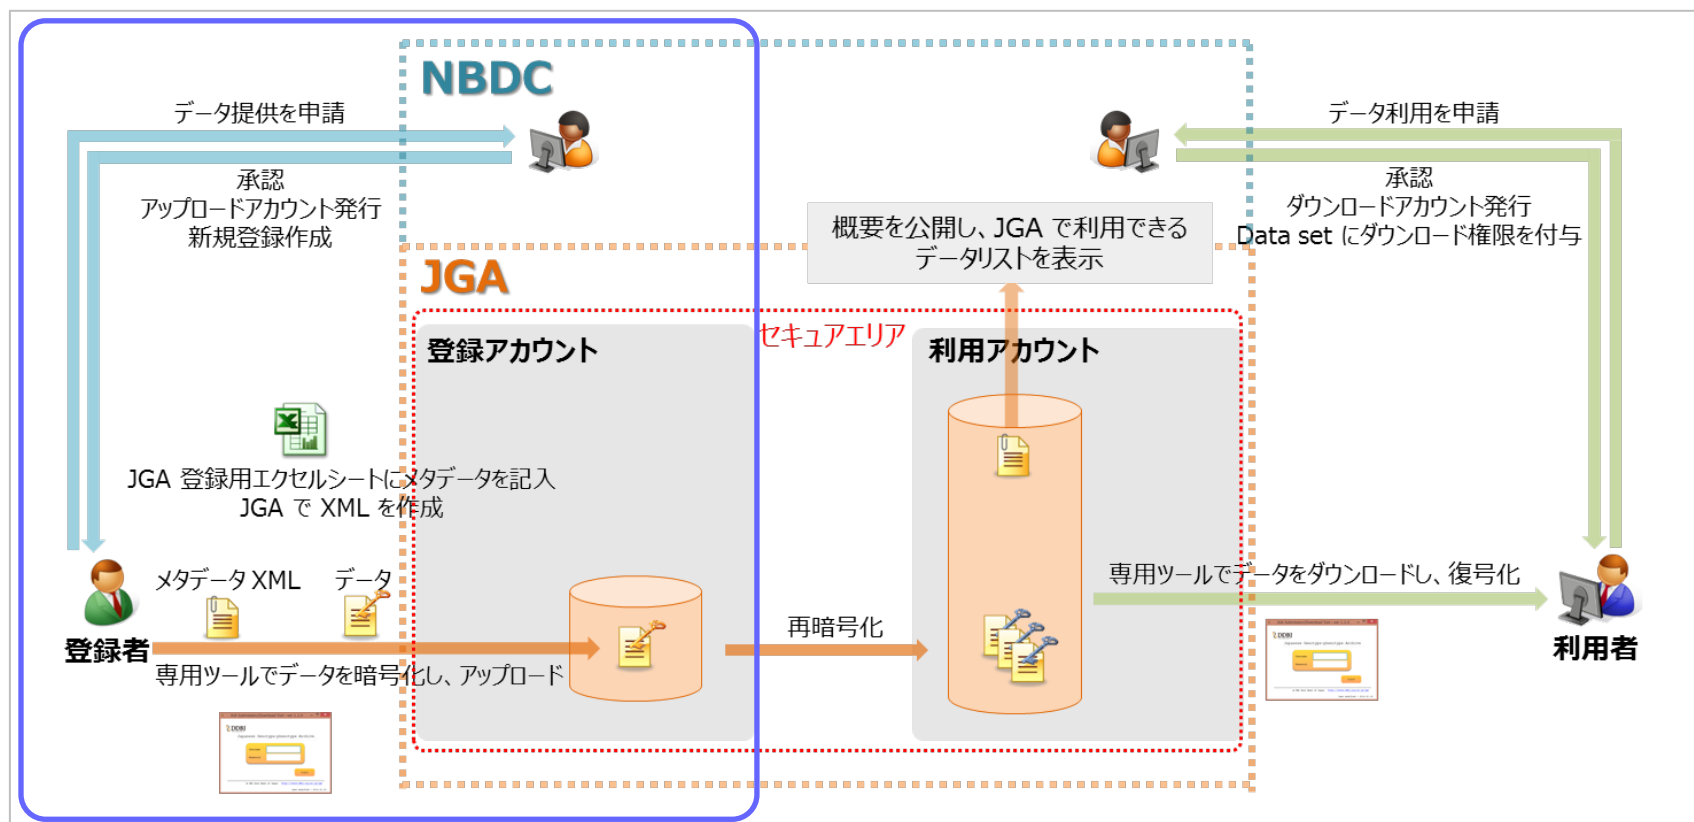 NBDC
データ提供を申請
承認
アップロードアカウント発行
新規登録作成
データ利用を申請
承認
ダウンロードアカウント発行
Data set にダウンロード権限を付与
概要を公開し、JGA で利用できる
データリストを表示
JGA
セキュアエリア
登録アカウント
利用アカウント
JGA 登録用エクセルシートにメタデータを記入
JGA で XML を作成
メタデータ XML
データ
登録者
専用ツールでデータを暗号化し、アップロード
再暗号化
専用ツールでデータをダウンロードし、復号化
利用者
DDBJ
DDBJ